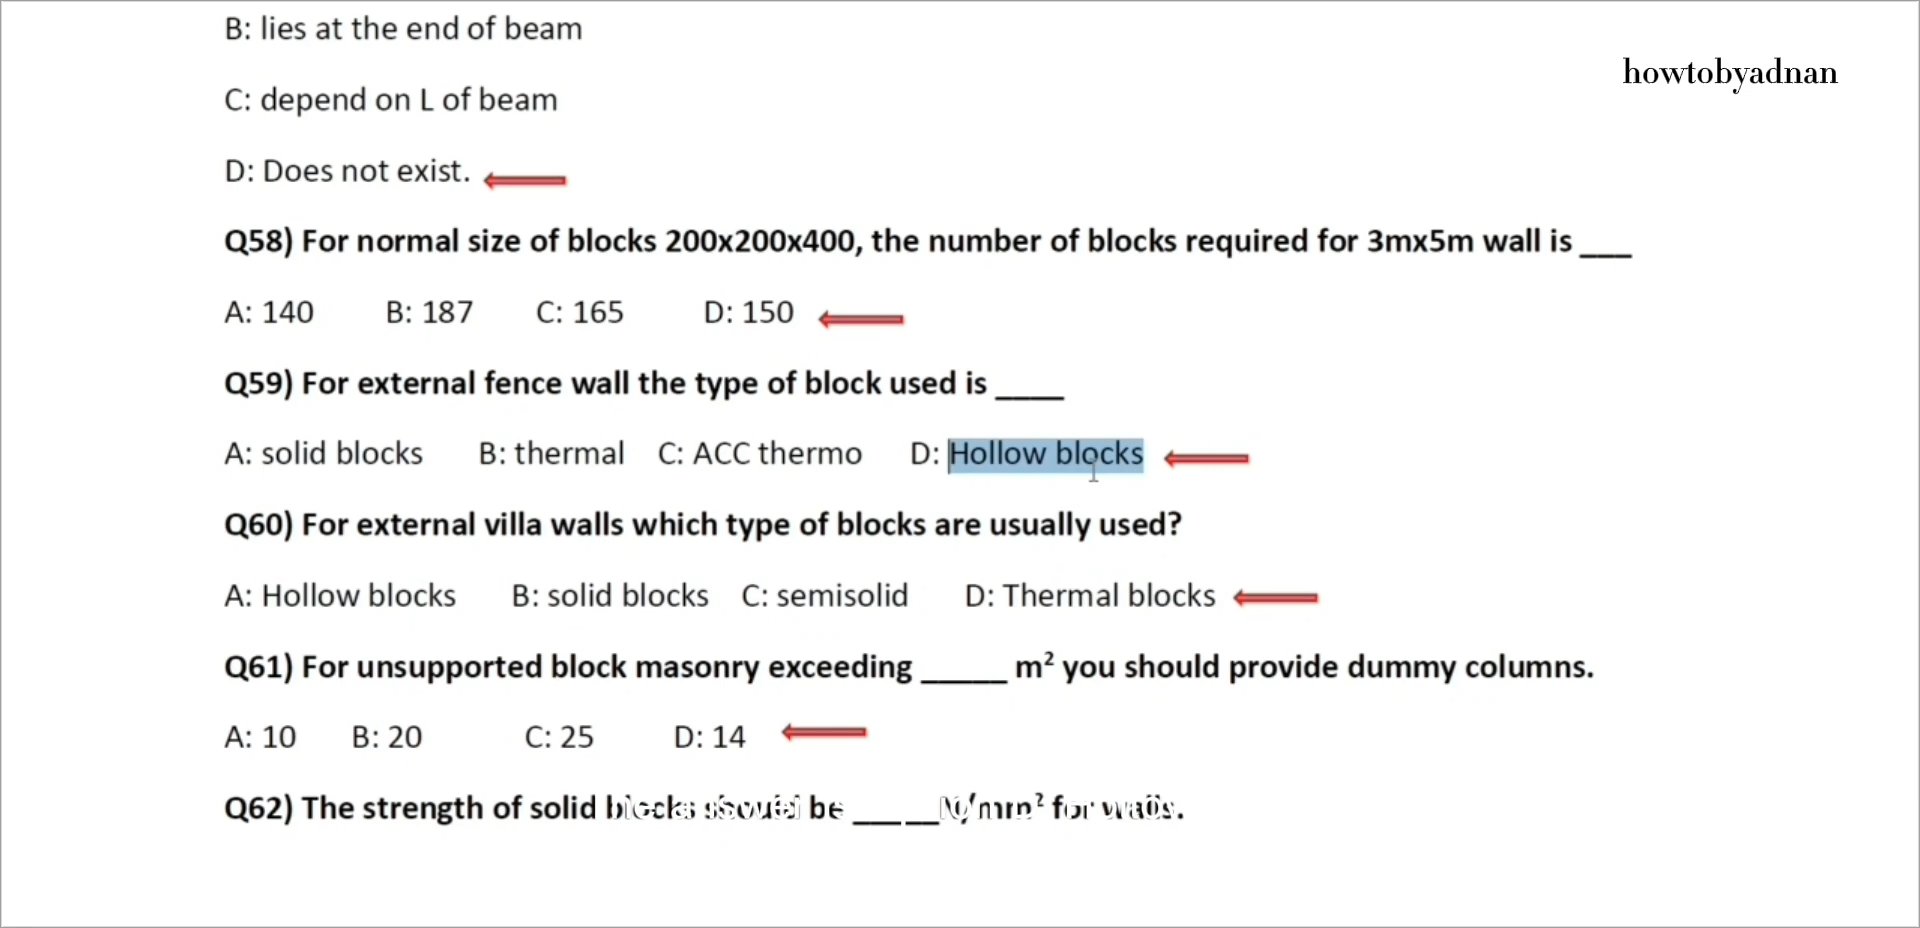 B: lies at the end of beam
howtobyadnan
C: depend on L of beam
D: Does not exist.
Q58) For normal size of blocks 200x200x400, the number of blocks required for 3mx5m wall is ___
A: 140 B: 187 C: 165 D: 150
Q59) For external fence wall the type of block used is ____
A: solid blocks B: thermal C: ACC thermo D: Hollow blocks
Q60) For external villa walls which type of blocks are usually used?
A: Hollow blocks B: solid blocks C: semisolid D: Thermal blocks
Q61) For unsupported block masonry exceeding _____ m² you should provide dummy columns.
A: 10 B: 20 C: 25 D: 14
Q62) The strength of solid